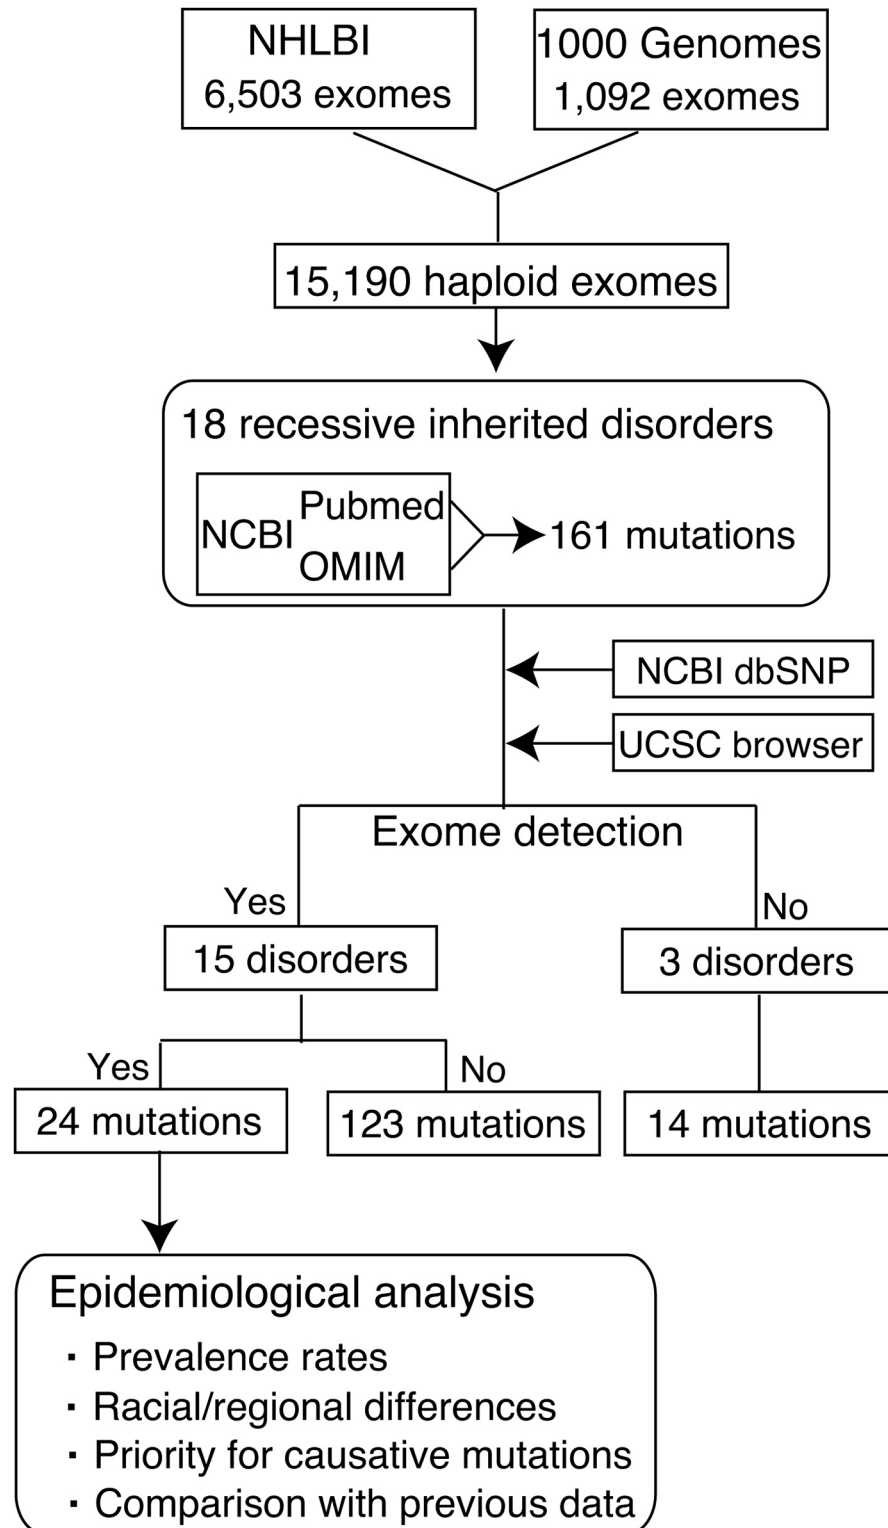 NHLBI
6,503 exomes
1000 Genomes
1,092 exomes
15,190 haploid exomes
18 recessive inherited disorders
NCBI
Pubmed
OMIM
161 mutations
NCBI dbSNP
UCSC browser
Exome detection
Yes
No
15 disorders
3 disorders
Yes
No
24 mutations
123 mutations
14 mutations
Epidemiological analysis
· Prevalence rates
· Racial/regional differences
· Priority for causative mutations
· Comparison with previous data